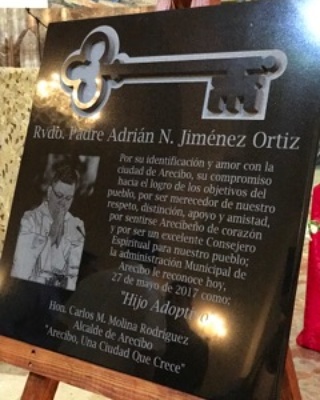 Rvdo. Padre Adrián N. Jiménez Ortiz
Por su identificación y amor con la
ciudad de Arecibo, su compromiso
hacia el logro de los objetivos del
pueblo, por ser merecedor de nuestro
respeto, distinción, apoyo y amistad,
por sentirse Arecibeño de corazón
y por ser un excelente Consejero
Espiritual para nuestro pueblo;
la administración Municipal de
Arecibo le reconoce hoy,
27 de mayo de 2017 como:
"Hijo Adoptivo"
Hon. Carlos M. Molina Rodríguez
Alcalde de Arecibo
"Arecibo, Una Ciudad Que Crece"